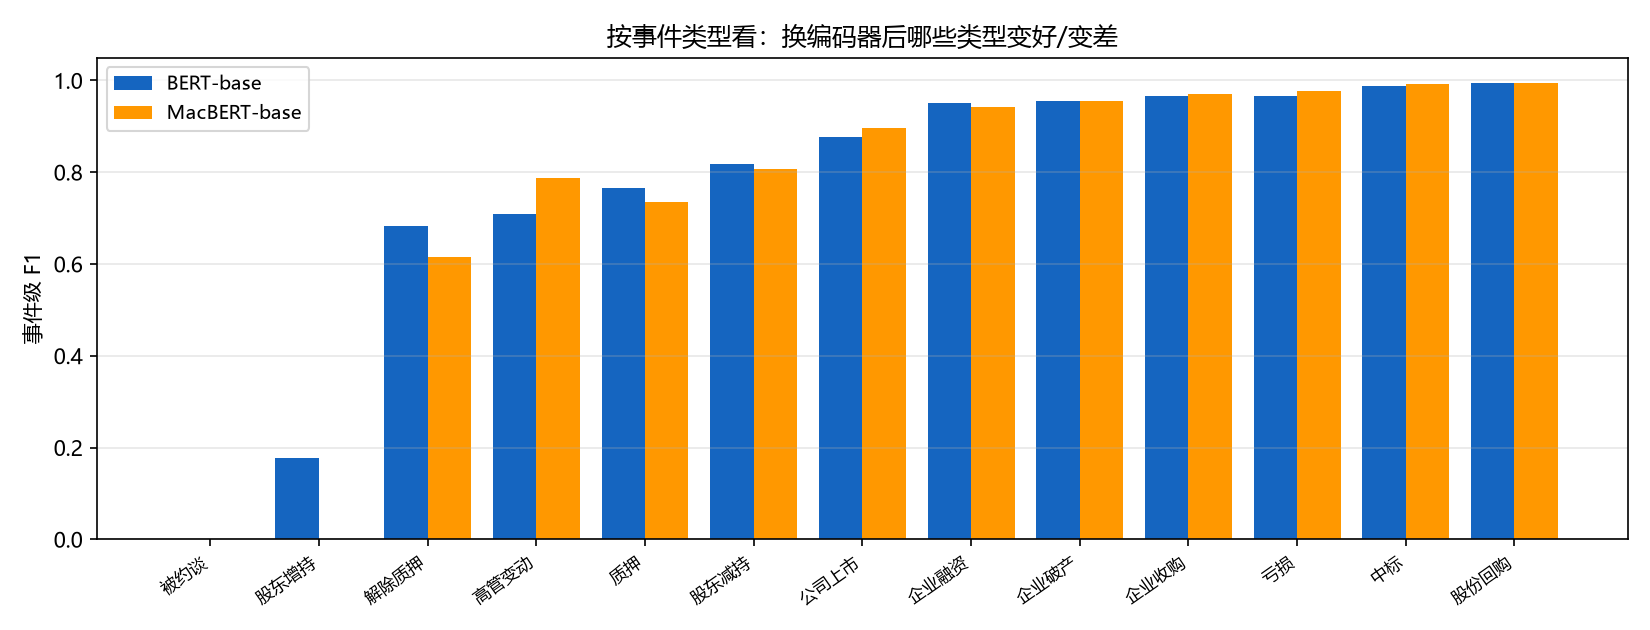 按事件类型看：换编码器后哪些类型变好/变差
BERT-base
MacBERT-base
事件级 F1
1.0
0.8
0.6
0.4
0.2
0.0
被约谈
股东增持
解除质押
高管变动
质押
股东减持
公司上市
企业融资
企业破产
企业收购
亏损
中标
股份回购